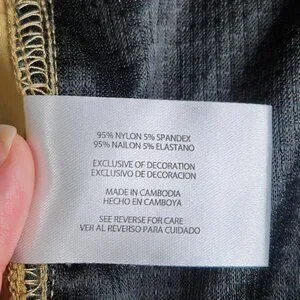 95% NYLON 5% SPANDEX
95% NAILON 5% ELASTANO
EXCLUSIVE OF DECORATION
EXCLUSIVO DE DECORACION
MADE IN CAMBODIA
HECHO EN CAMBOYA
SEE REVERSE FOR CARE
VER AL REVERSO PARA CUIDADO